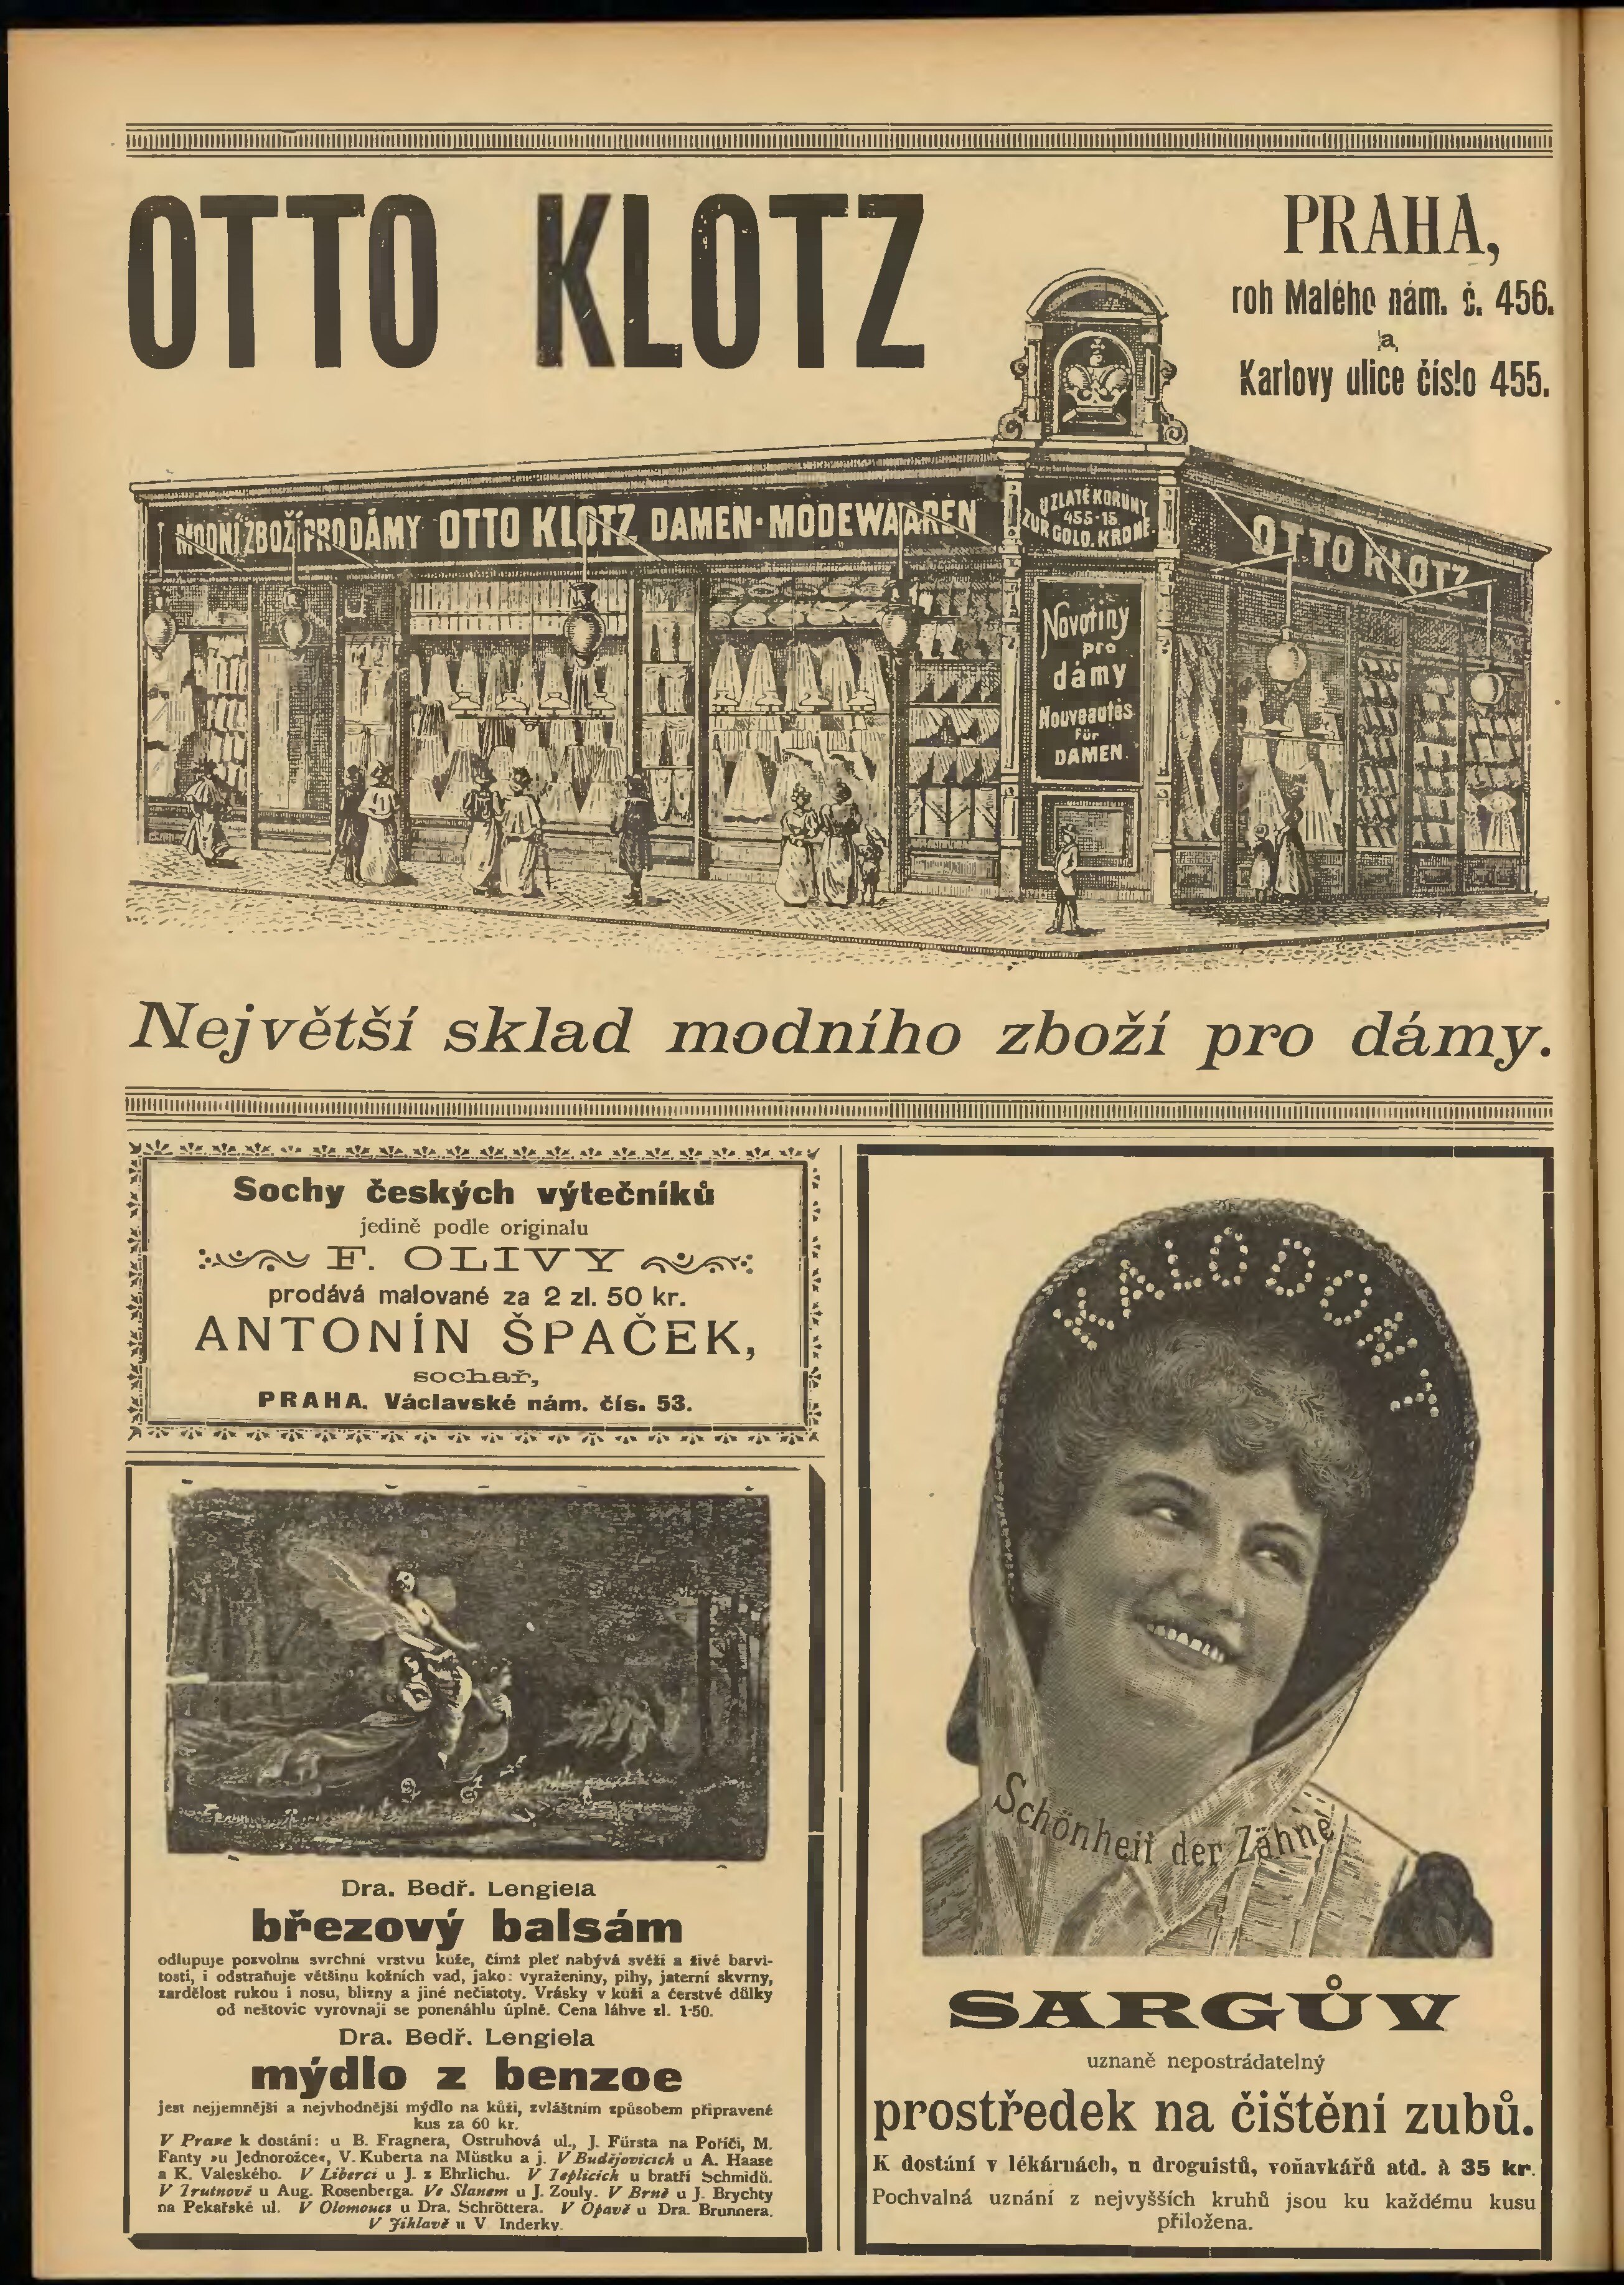 OTTO KLOTZ
PRAHA,
roh Malého nám. č. 456.
a
Karlovy ulice číslo 455.
MODNÍ ZBOŽÍ PRO DÁMY OTTO KLOTZ DAMEN-MODEWAAREN
U ZLATÉ KORUNY
455-15
ZUR GOLD. KRONE
OTTO KLOTZ
Novotiny
pro
dámy
Nouveautés
für
DAMEN.
Největší sklad modního zboží pro dámy.
Sochy českých výtečníků
jedině podle originalu
F. OLIVY
prodává malované za 2 zl. 50 kr.
ANTONÍN ŠPAČEK,
sochař,
PRAHA. Václavské nám. čís. 53.
Dra. Bedř. Lengiela
březový balsám
odlupuje pozvolna svrchní vrstvu kuže, čímž pleť nabývá svěží a živé barvi-
tosti, i odstraňuje většinu kožních vad, jako: vyraženiny, pihy, jaterní skvrny,
zardělost rukou i nosu, blizny a jiné nečistoty. Vrásky v kuži a čerstvé důlky
od neštovic vyrovnají se ponenáhlu úplně. Cena láhve zl. 1·50.
Dra. Bedř. Lengiela
mýdlo z benzoe
jest nejjemnější a nejvhodnější mýdlo na kůži, zvláštním způsobem připravené
kus za 60 kr.
V Praze k dostání: u B. Fragnera, Ostruhová ul., J. Fürsta na Poříčí, M.
Fanty »u Jednorožce«, V. Kuberta na Můstku a j. V Budějovicích u A. Haase
a K. Valeského. V Liberci u J. z Ehrlichu. V Teplicích u bratří Schmidů.
V Trutnově u Aug. Rosenberga. Ve Slaném u J. Zouly. V Brně u J. Brychty
na Pekařské ul. V Olomouci u Dra. Schröttera. V Opavě u Dra. Brunnera.
V Jihlavě u V. Inderky.
KALODONT
Schönheit der Zähne
SARGŮV
uznaně nepostrádatelný
prostředek na čištění zubů.
K dostání v lékárnách, u droguistů, voňavkářů atd. à 35 kr.
Pochvalná uznání z nejvyšších kruhů jsou ku každému kusu
přiložena.